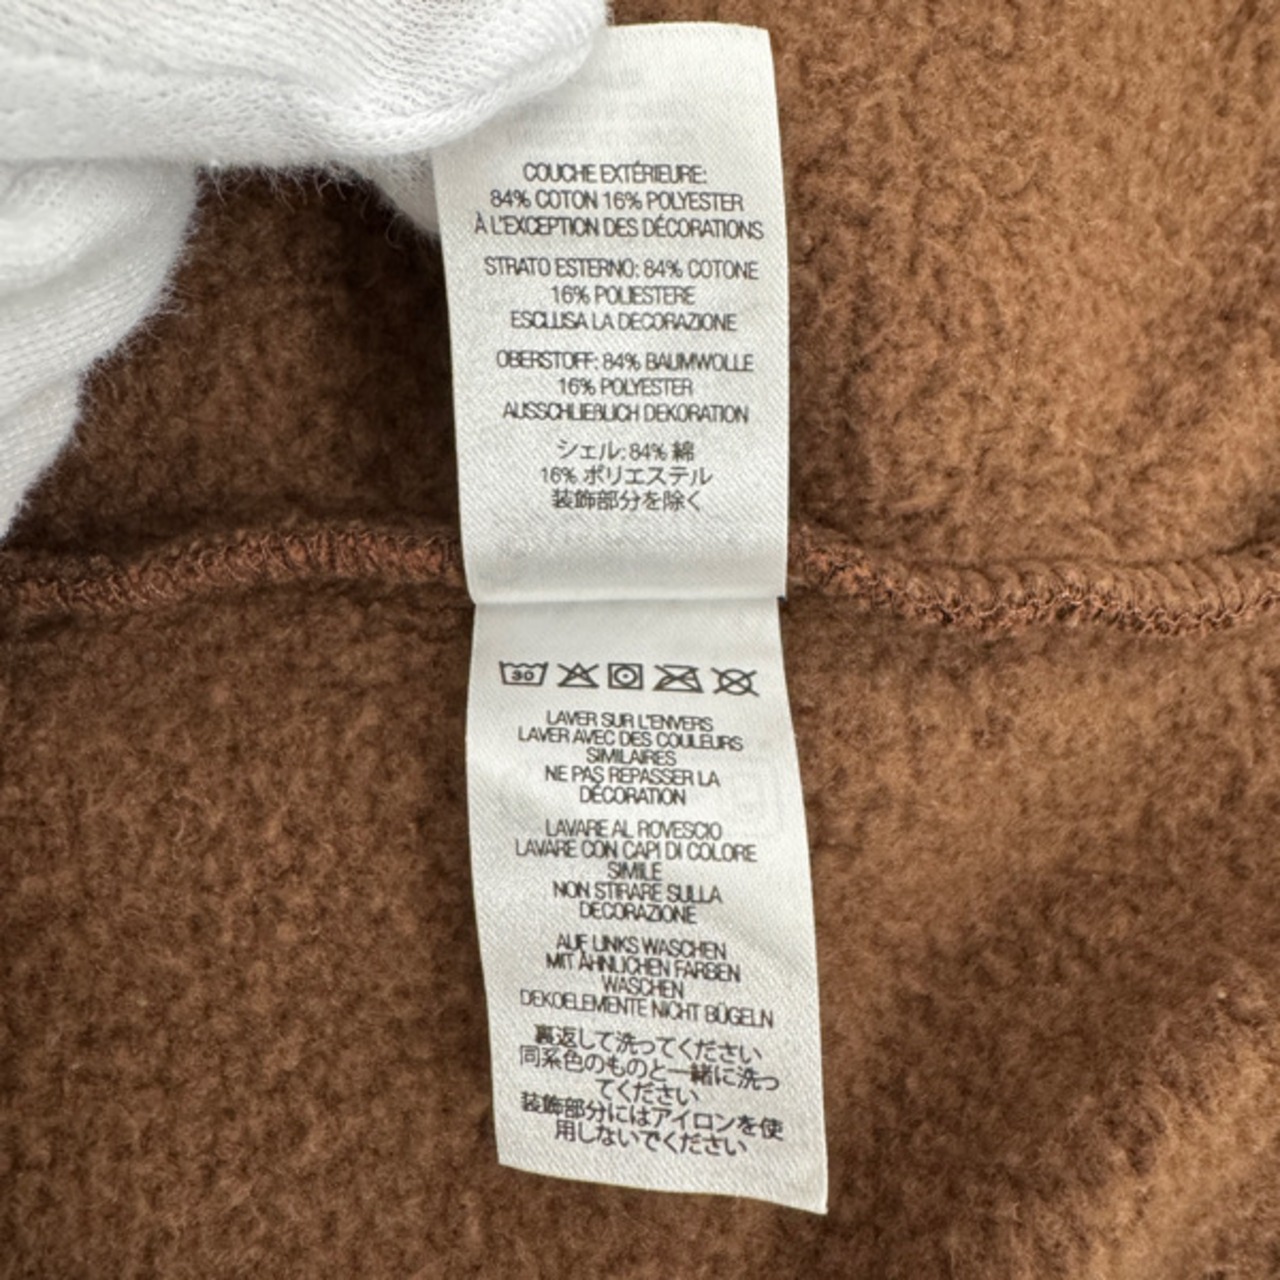 COUCHE EXTÉRIEURE:
84% COTON 16% POLYESTER
À L'EXCEPTION DES DÉCORATIONS
STRATO ESTERNO: 84% COTONE
16% POLIESTERE
ESCLUSA LA DECORAZIONE
OBERSTOFF: 84% BAUMWOLLE
16% POLYESTER
AUSSCHLIEßLICH DEKORATION
シェル: 84% 綿
16% ポリエステル
装飾部分を除く
30
LAVER SUR L'ENVERS
LAVER AVEC DES COULEURS
SIMILAIRES
NE PAS REPASSER LA
DÉCORATION
LAVARE AL ROVESCIO
LAVARE CON CAPI DI COLORE
SIMILE
NON STIRARE SULLA
DECORAZIONE
AUF LINKS WASCHEN
MIT ÄHNLICHEN FARBEN
WASCHEN
DEKOELEMENTE NICHT BÜGELN
裏返して洗ってください
同系色のものと一緒に洗っ
てください
装飾部分にはアイロンを使
用しないでください